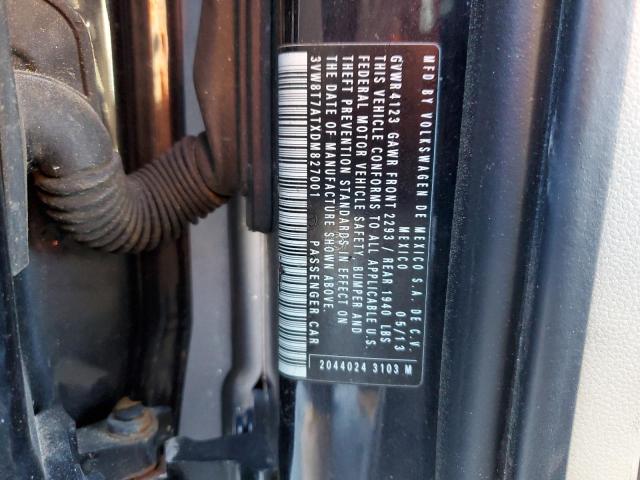 MFD BY VOLKSWAGEN DE MEXICO S.A. DE C.V.
MEXICO 05/13
GVWR 4123 GAWR FRONT 2293 / REAR 1940 LBS
THIS VEHICLE CONFORMS TO ALL APPLICABLE U.S.
FEDERAL MOTOR VEHICLE SAFETY, BUMPER AND
THEFT PREVENTION STANDARDS IN EFFECT ON
THE DATE OF MANUFACTURE SHOWN ABOVE.
3VW8T7ATXDM827001 PASSENGER CAR
2044024 3103 M